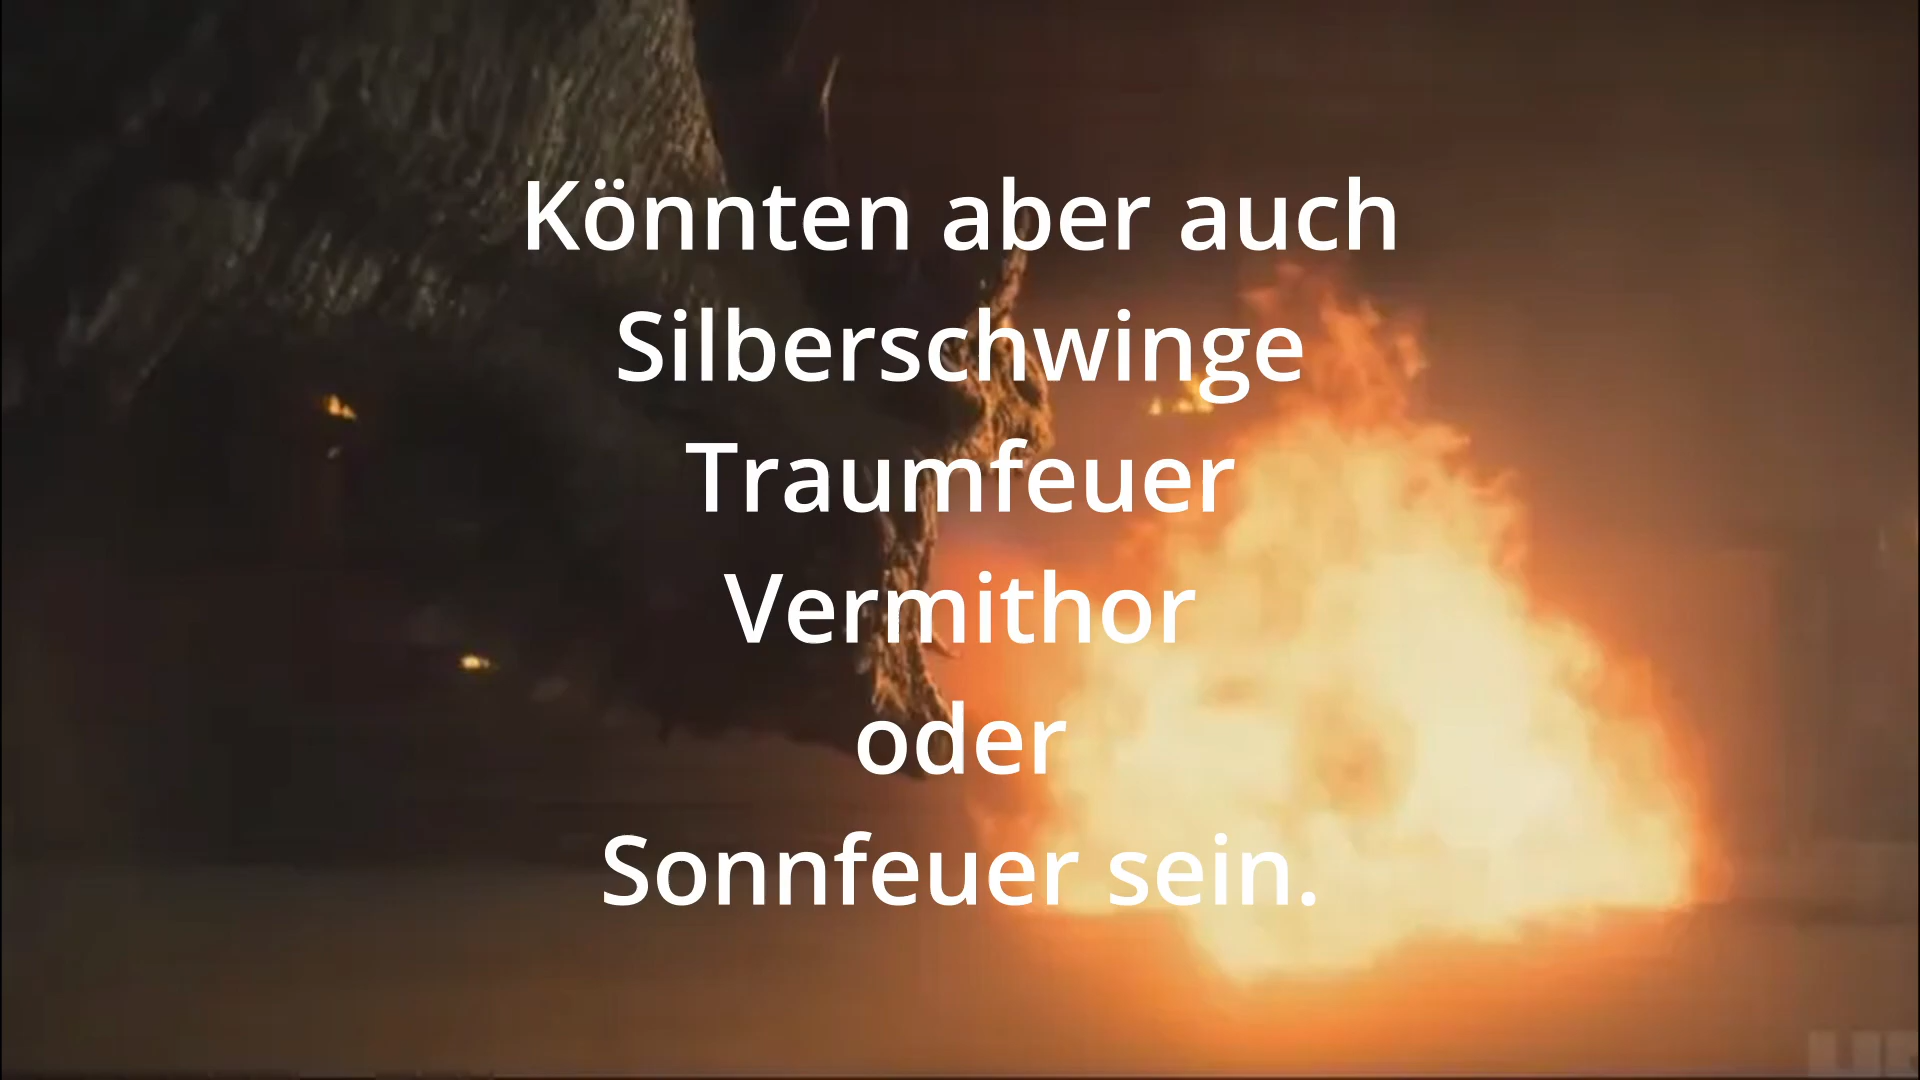 Könnten aber auch
Silberschwinge
Traumfeuer
Vermithor
oder
Sonnfeuer sein.